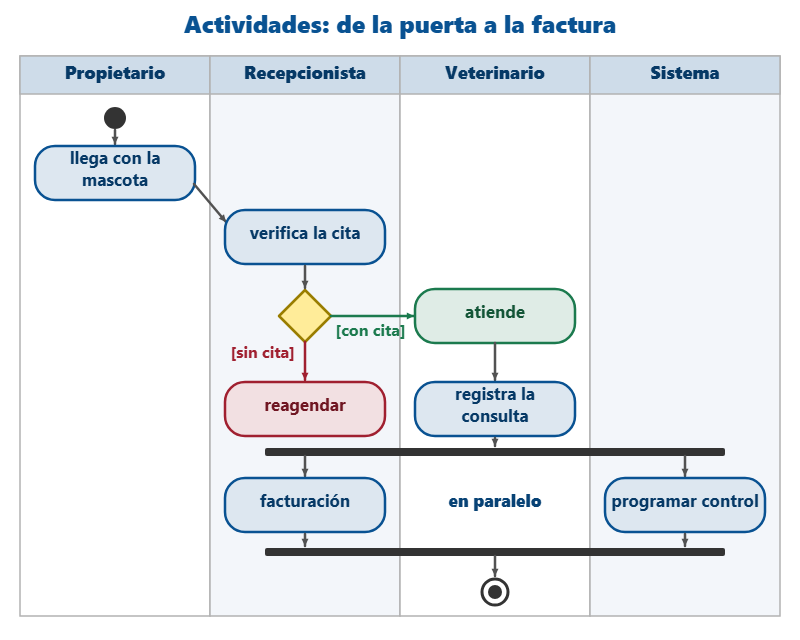 Actividades: de la puerta a la factura
Propietario
Recepcionista
Veterinario
Sistema
llega con la
mascota
verifica la cita
atiende
[con cita]
[sin cita]
reagendar
registra la
consulta
facturación
en paralelo
programar control